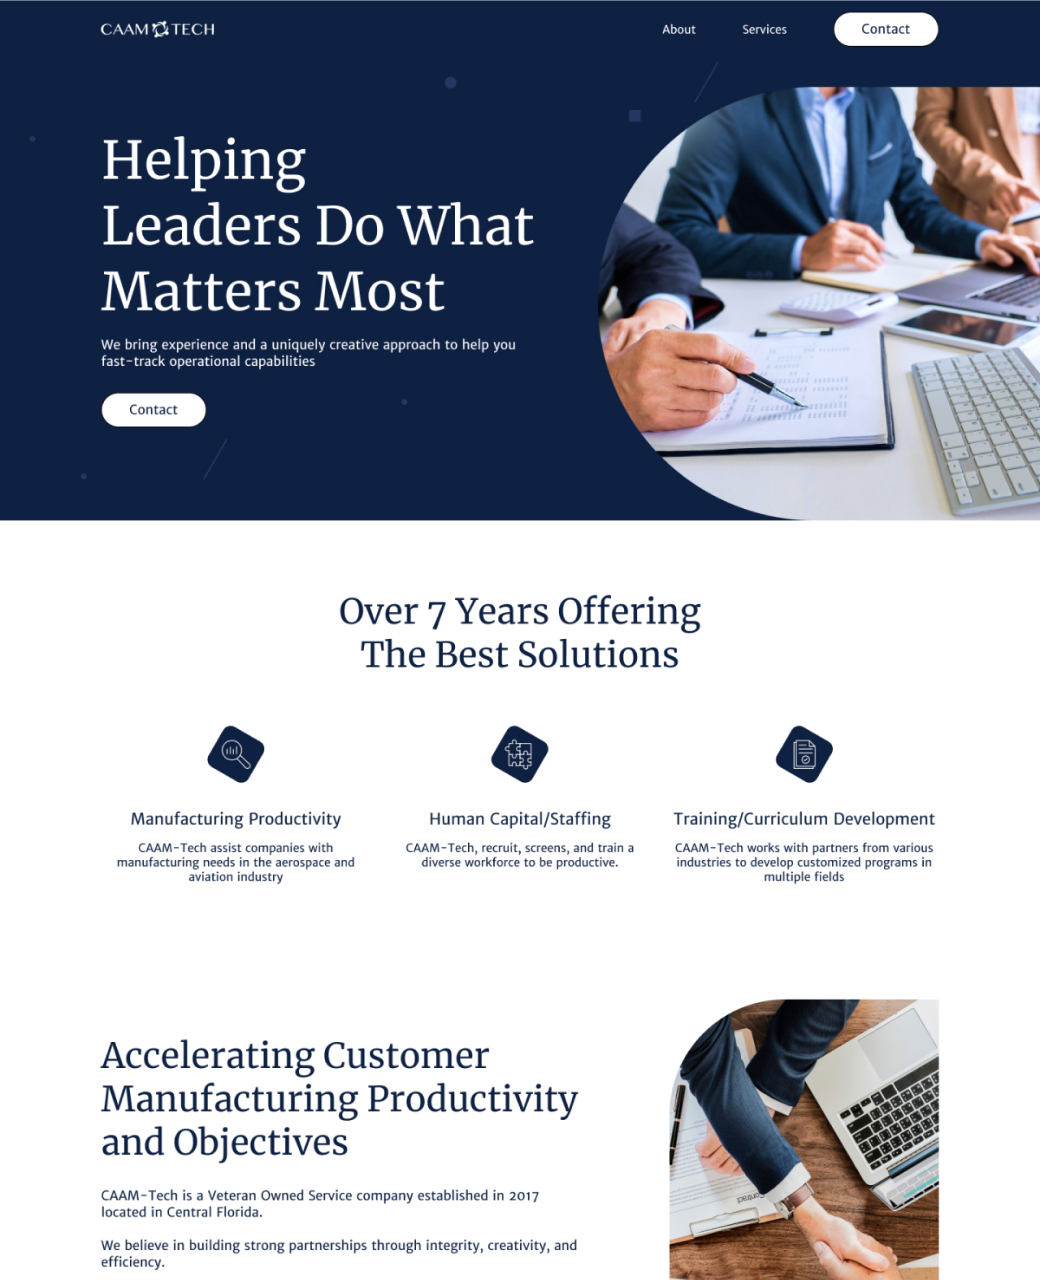 CAAM TECH
About
Services
Contact
Helping
Leaders Do What
Matters Most
We bring experience and a uniquely creative approach to help you
fast-track operational capabilities
Contact
Over 7 Years Offering
The Best Solutions
Manufacturing Productivity
CAAM-Tech assist companies with
manufacturing needs in the aerospace and
aviation industry
Human Capital/Staffing
CAAM-Tech, recruit, screens, and train a
diverse workforce to be productive.
Training/Curriculum Development
CAAM-Tech works with partners from various
industries to develop customized programs in
multiple fields
Accelerating Customer
Manufacturing Productivity
and Objectives
CAAM-Tech is a Veteran Owned Service company established in 2017
located in Central Florida.
We believe in building strong partnerships through integrity, creativity, and
efficiency.
Contract